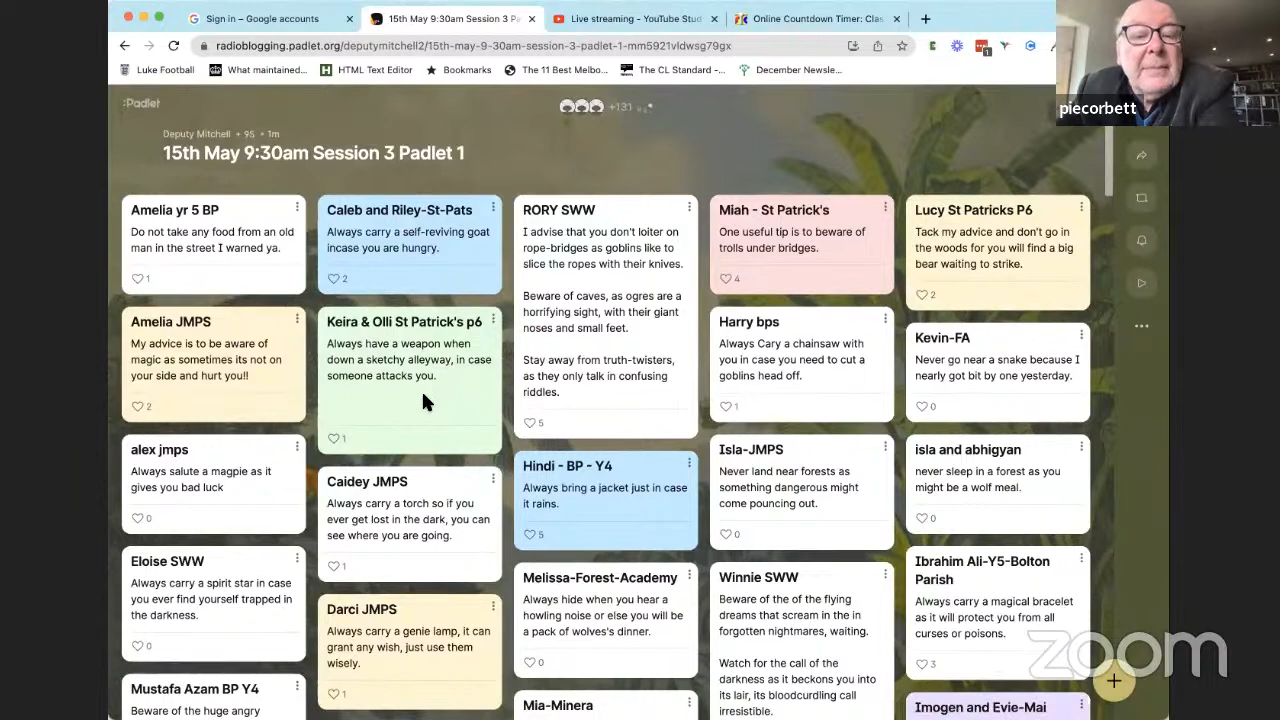 Sign in – Google accounts
15th May 9:30am Session 3 Pa
Live streaming - YouTube Stud
Online Countdown Timer: Clas
radioblogging.padlet.org/deputymitchell2/15th-may-9-30am-session-3-padlet-1-mm5921vldwsg79gx
Luke Football
What maintained...
HTML Text Editor
Bookmarks
The 11 Best Melbo...
The CL Standard -...
December Newsle...
piecorbett
:Padlet
+131
Deputy Mitchell + 95 • 1m
15th May 9:30am Session 3 Padlet 1
Amelia yr 5 BP
Do not take any food from an old
man in the street I warned ya.
1
Amelia JMPS
My advice is to be aware of
magic as sometimes its not on
your side and hurt you!!
2
alex jmps
Always salute a magpie as it
gives you bad luck
0
Eloise SWW
Always carry a spirit star in case
you ever find yourself trapped in
the darkness.
0
Mustafa Azam BP Y4
Beware of the huge angry
Caleb and Riley-St-Pats
Always carry a self-reviving goat
incase you are hungry.
2
Keira & Olli St Patrick's p6
Always have a weapon when
down a sketchy alleyway, in case
someone attacks you.
1
Caidey JMPS
Always carry a torch so if you
ever get lost in the dark, you can
see where you are going.
1
Darci JMPS
Always carry a genie lamp, it can
grant any wish, just use them
wisely.
1
RORY SWW
I advise that you don't loiter on
rope-bridges as goblins like to
slice the ropes with their knives.
Beware of caves, as ogres are a
horrifying sight, with their giant
noses and small feet.
Stay away from truth-twisters,
as they only talk in confusing
riddles.
5
Hindi - BP - Y4
Always bring a jacket just in case
it rains.
5
Melissa-Forest-Academy
Always hide when you hear a
howling noise or else you will be
a pack of wolves's dinner.
0
Mia-Minera
Miah - St Patrick's
One useful tip is to beware of
trolls under bridges.
4
Harry bps
Always Cary a chainsaw with
you in case you need to cut a
goblins head off.
1
Isla-JMPS
Never land near forests as
something dangerous might
come pouncing out.
0
Winnie SWW
Beware of the of the flying
dreams that scream in the in
forgotten nightmares, waiting.
Watch for the call of the
darkness as it beckons you into
its lair, its bloodcurdling call
irresistible.
Lucy St Patricks P6
Tack my advice and don't go in
the woods for you will find a big
bear waiting to strike.
2
Kevin-FA
Never go near a snake because I
nearly got bit by one yesterday.
0
isla and abhigyan
never sleep in a forest as you
might be a wolf meal.
0
Ibrahim Ali-Y5-Bolton
Parish
Always carry a magical bracelet
as it will protect you from all
curses or poisons.
3
Imogen and Evie-Mai
zoom